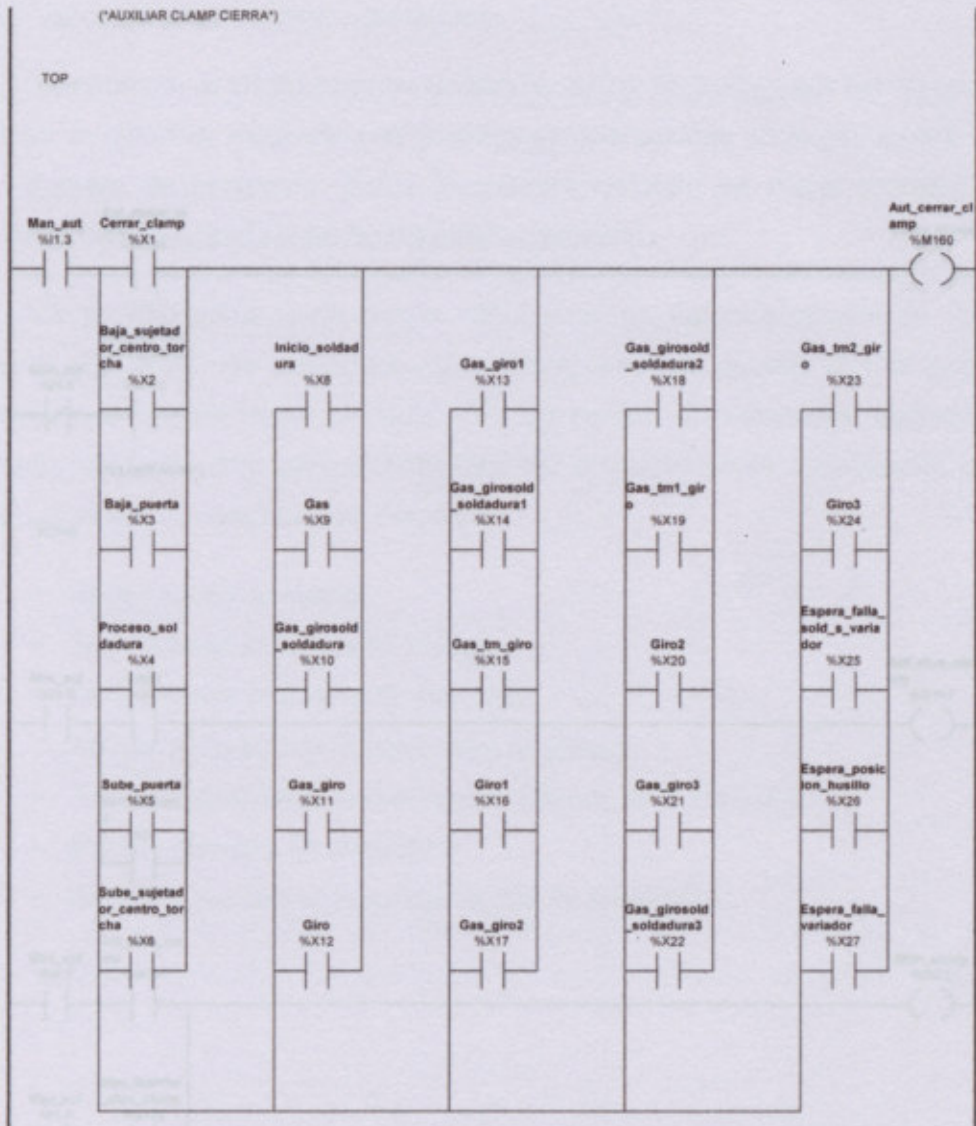 ("AUXILIAR CLAMP CIERRA")
TOP
Man_aut
%I1.3
Cerrar_clamp
%X1
Aut_cerrar_cl
amp
%M160
Baja_sujetad
or_centro_tor
cha
%X2
Inicio_soldad
ura
%X8
Gas_giro1
%X13
Gas_girosold
_soldadura2
%X18
Gas_tm2_gir
o
%X23
Baja_puerta
%X3
Gas
%X9
Gas_girosold
_soldadura1
%X14
Gas_tm1_gir
o
%X19
Giro3
%X24
Proceso_sol
dadura
%X4
Gas_girosold
_soldadura
%X10
Gas_tm_giro
%X15
Giro2
%X20
Espera_falla_
sold_s_varia
dor
%X25
Sube_puerta
%X5
Gas_giro
%X11
Giro1
%X16
Gas_giro3
%X21
Espera_posic
ion_husillo
%X26
Sube_sujetad
or_centro_tor
cha
%X6
Giro
%X12
Gas_giro2
%X17
Gas_girosold
_soldadura3
%X22
Espera_falla_
variador
%X27